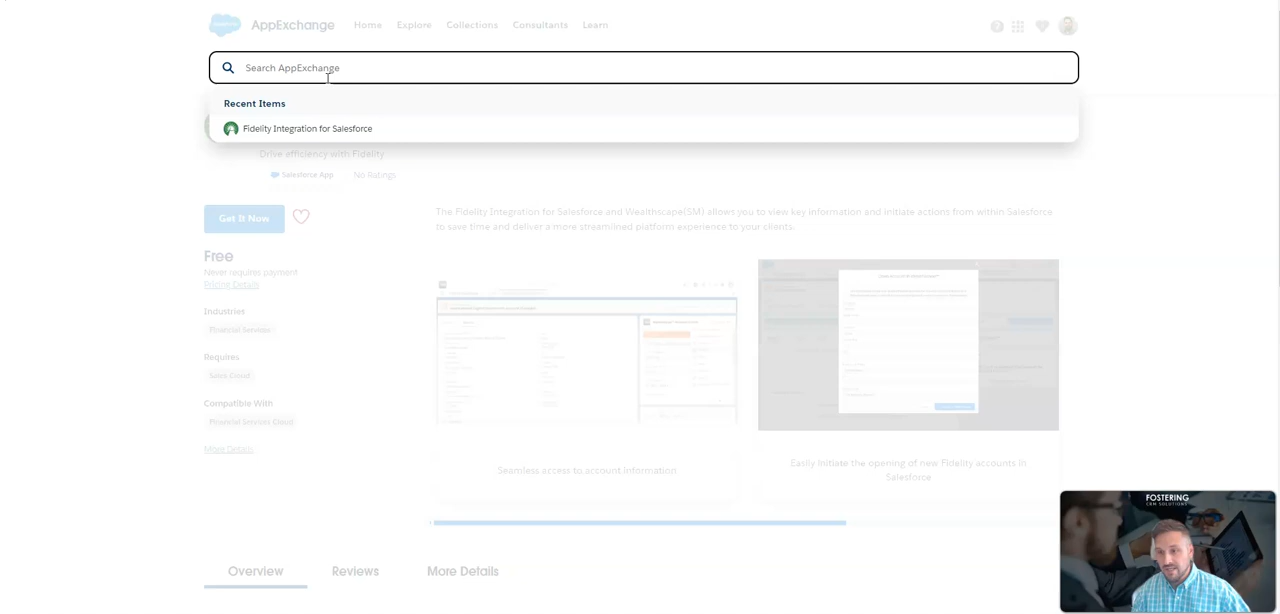 AppExchange
Home
Explore
Collections
Consultants
Learn
Search AppExchange
Recent Items
Fidelity Integration for Salesforce
Drive efficiency with Fidelity
Salesforce App
No Ratings
Get It Now
The Fidelity Integration for Salesforce and Wealthscape(SM) allows you to view key information and initiate actions from within Salesforce
to save time and deliver a more streamlined platform experience to your clients.
Free
Never requires payment
Pricing Details
Industries
Financial Services
Requires
Sales Cloud
Compatible With
Financial Services Cloud
More Details
Seamless access to account information
Easily initiate the opening of new Fidelity accounts in
Salesforce
FOSTERING
CRM SOLUTIONS
Overview
Reviews
More Details